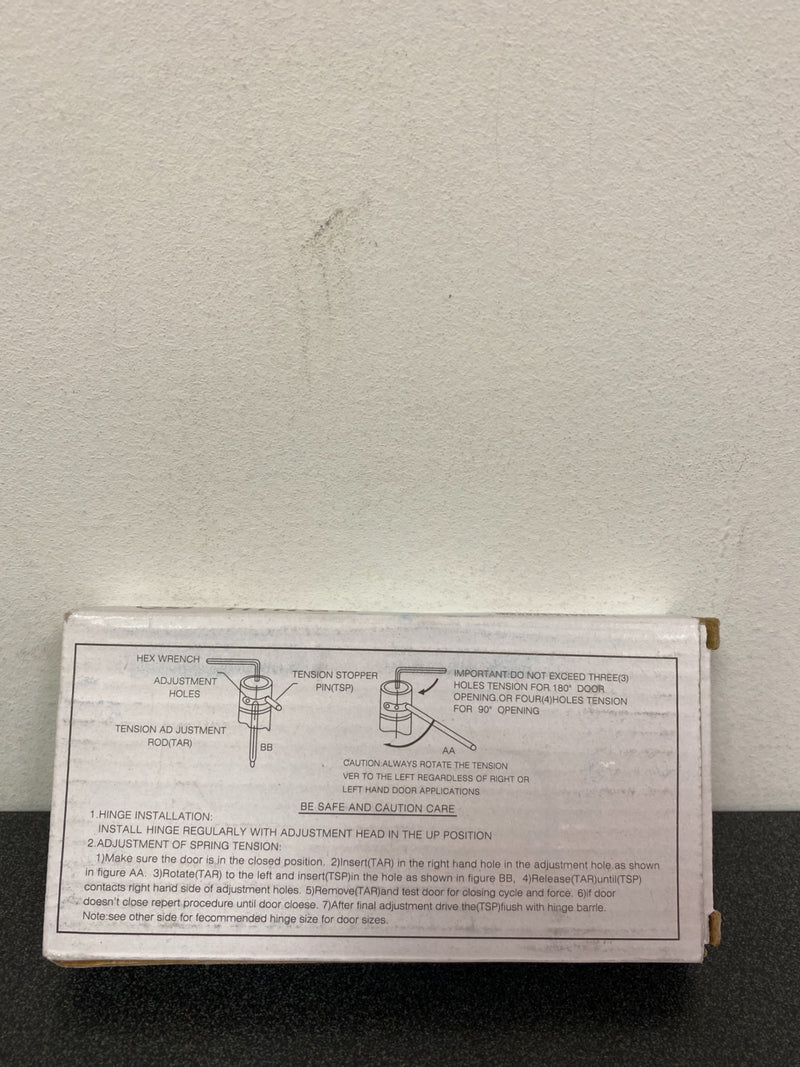 HEX WRENCH
ADJUSTMENT
HOLES
TENSION STOPPER
PIN(TSP)
TENSION AD JUSTMENT
ROD(TAR)
BB
IMPORTANT:DO NOT EXCEED THREE(3)
HOLES TENSION FOR 180° DOOR
OPENING.OR FOUR(4)HOLES TENSION
FOR 90° OPENING
AA
CAUTION:ALWAYS ROTATE THE TENSION
VER TO THE LEFT REGARDLESS OF RIGHT OR
LEFT HAND DOOR APPLICATIONS
BE SAFE AND CAUTION CARE
1.HINGE INSTALLATION:
INSTALL HINGE REGULARLY WITH ADJUSTMENT HEAD IN THE UP POSITION
2.ADJUSTMENT OF SPRING TENSION:
1)Make sure the door is in the closed position. 2)Insert(TAR) in the right hand hole in the adjustment hole.as shown
in figure AA. 3)Rotate(TAR) to the left and insert(TSP)in the hole as shown in figure BB, 4)Release(TAR)until(TSP)
contacts right hand side of adjustment holes. 5)Remove(TAR)and test door for closing cycle and force. 6)if door
doesn't close repert procedure until door cloese. 7)After final adjustment drive the(TSP)fiush with hinge barrle.
Note:see other side for fecommended hinge size for door sizes.